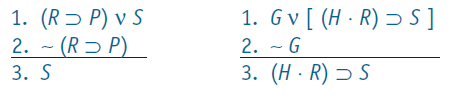 1. (R ⊃ P) v S
2. ~ (R ⊃ P)
3. S
1. G v [ (H · R) ⊃ S ]
2. ~ G
3. (H · R) ⊃ S